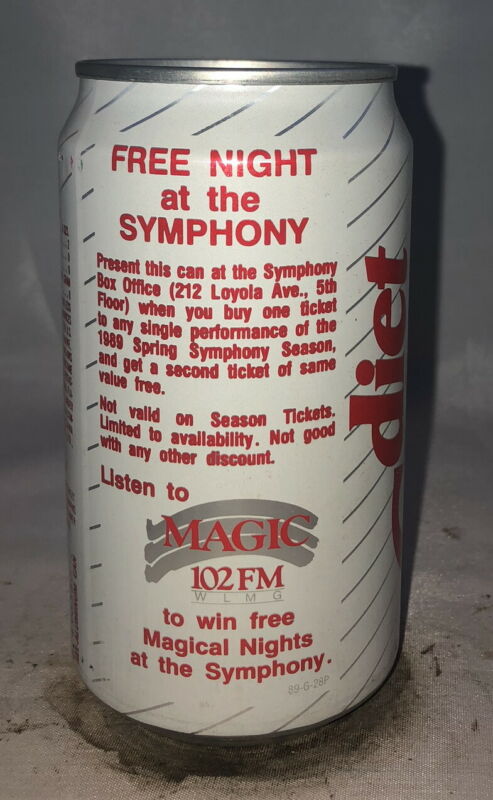 FREE NIGHT
at the
SYMPHONY
Present this can at the Symphony
Box Office (212 Loyola Ave., 5th
Floor) when you buy one ticket
to any single performance of the
1989 Spring Symphony Season,
and get a second ticket of same
value free.
Not valid on Season Tickets.
Limited to availability. Not good
with any other discount.
Listen to
MAGIC
102 FM
WLMG
to win free
Magical Nights
at the Symphony.
89-G-28P
diet